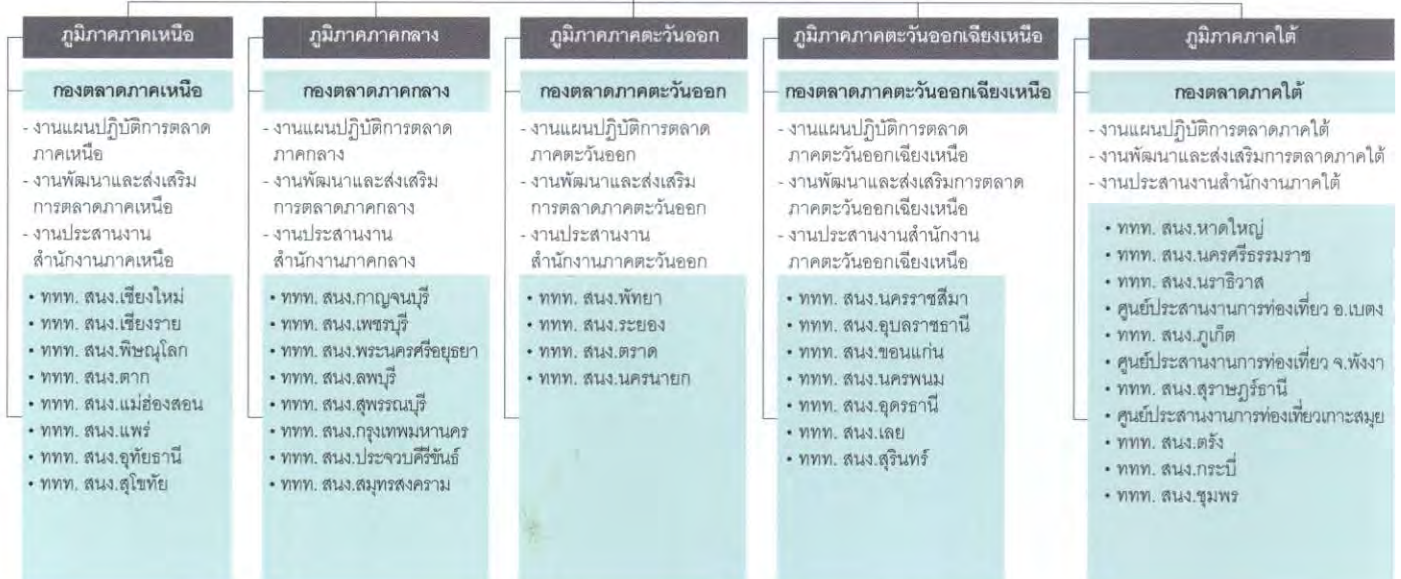 ภูมิภาคภาคเหนือ
กองตลาดภาคเหนือ
- งานแผนปฏิบัติการตลาด
ภาคเหนือ
- งานพัฒนาและส่งเสริม
การตลาดภาคเหนือ
- งานประสานงาน
สำนักงานภาคเหนือ
• ททท. สนง.เชียงใหม่
• ททท. สนง.เชียงราย
• ททท. สนง.พิษณุโลก
• ททท. สนง.ตาก
• ททท. สนง.แม่ฮ่องสอน
• ททท. สนง.แพร่
• ททท. สนง.อุทัยธานี
• ททท. สนง.สุโขทัย
ภูมิภาคภาคกลาง
กองตลาดภาคกลาง
- งานแผนปฏิบัติการตลาด
ภาคกลาง
- งานพัฒนาและส่งเสริม
การตลาดภาคกลาง
- งานประสานงาน
สำนักงานภาคกลาง
• ททท. สนง.กาญจนบุรี
• ททท. สนง.เพชรบุรี
• ททท. สนง.พระนครศรีอยุธยา
• ททท. สนง.ลพบุรี
• ททท. สนง.สุพรรณบุรี
• ททท. สนง.กรุงเทพมหานคร
• ททท. สนง.ประจวบคีรีขันธ์
• ททท. สนง.สมุทรสงคราม
ภูมิภาคภาคตะวันออก
กองตลาดภาคตะวันออก
- งานแผนปฏิบัติการตลาด
ภาคตะวันออก
- งานพัฒนาและส่งเสริม
การตลาดภาคตะวันออก
- งานประสานงาน
สำนักงานภาคตะวันออก
• ททท. สนง.พัทยา
• ททท. สนง.ระยอง
• ททท. สนง.ตราด
• ททท. สนง.นครนายก
ภูมิภาคภาคตะวันออกเฉียงเหนือ
กองตลาดภาคตะวันออกเฉียงเหนือ
- งานแผนปฏิบัติการตลาด
ภาคตะวันออกเฉียงเหนือ
- งานพัฒนาและส่งเสริมการตลาด
ภาคตะวันออกเฉียงเหนือ
- งานประสานงานสำนักงาน
ภาคตะวันออกเฉียงเหนือ
• ททท. สนง.นครราชสีมา
• ททท. สนง.อุบลราชธานี
• ททท. สนง.ขอนแก่น
• ททท. สนง.นครพนม
• ททท. สนง.อุดรธานี
• ททท. สนง.เลย
• ททท. สนง.สุรินทร์
ภูมิภาคภาคใต้
กองตลาดภาคใต้
- งานแผนปฏิบัติการตลาดภาคใต้
- งานพัฒนาและส่งเสริมการตลาดภาคใต้
- งานประสานงานสำนักงานภาคใต้
• ททท. สนง.หาดใหญ่
• ททท. สนง.นครศรีธรรมราช
• ททท. สนง.นราธิวาส
• ศูนย์ประสานงานการท่องเที่ยว อ.เบตง
• ททท. สนง.ภูเก็ต
• ศูนย์ประสานงานการท่องเที่ยว จ.พังงา
• ททท. สนง.สุราษฎร์ธานี
• ศูนย์ประสานงานการท่องเที่ยวเกาะสมุย
• ททท. สนง.ตรัง
• ททท. สนง.กระบี่
• ททท. สนง.ชุมพร